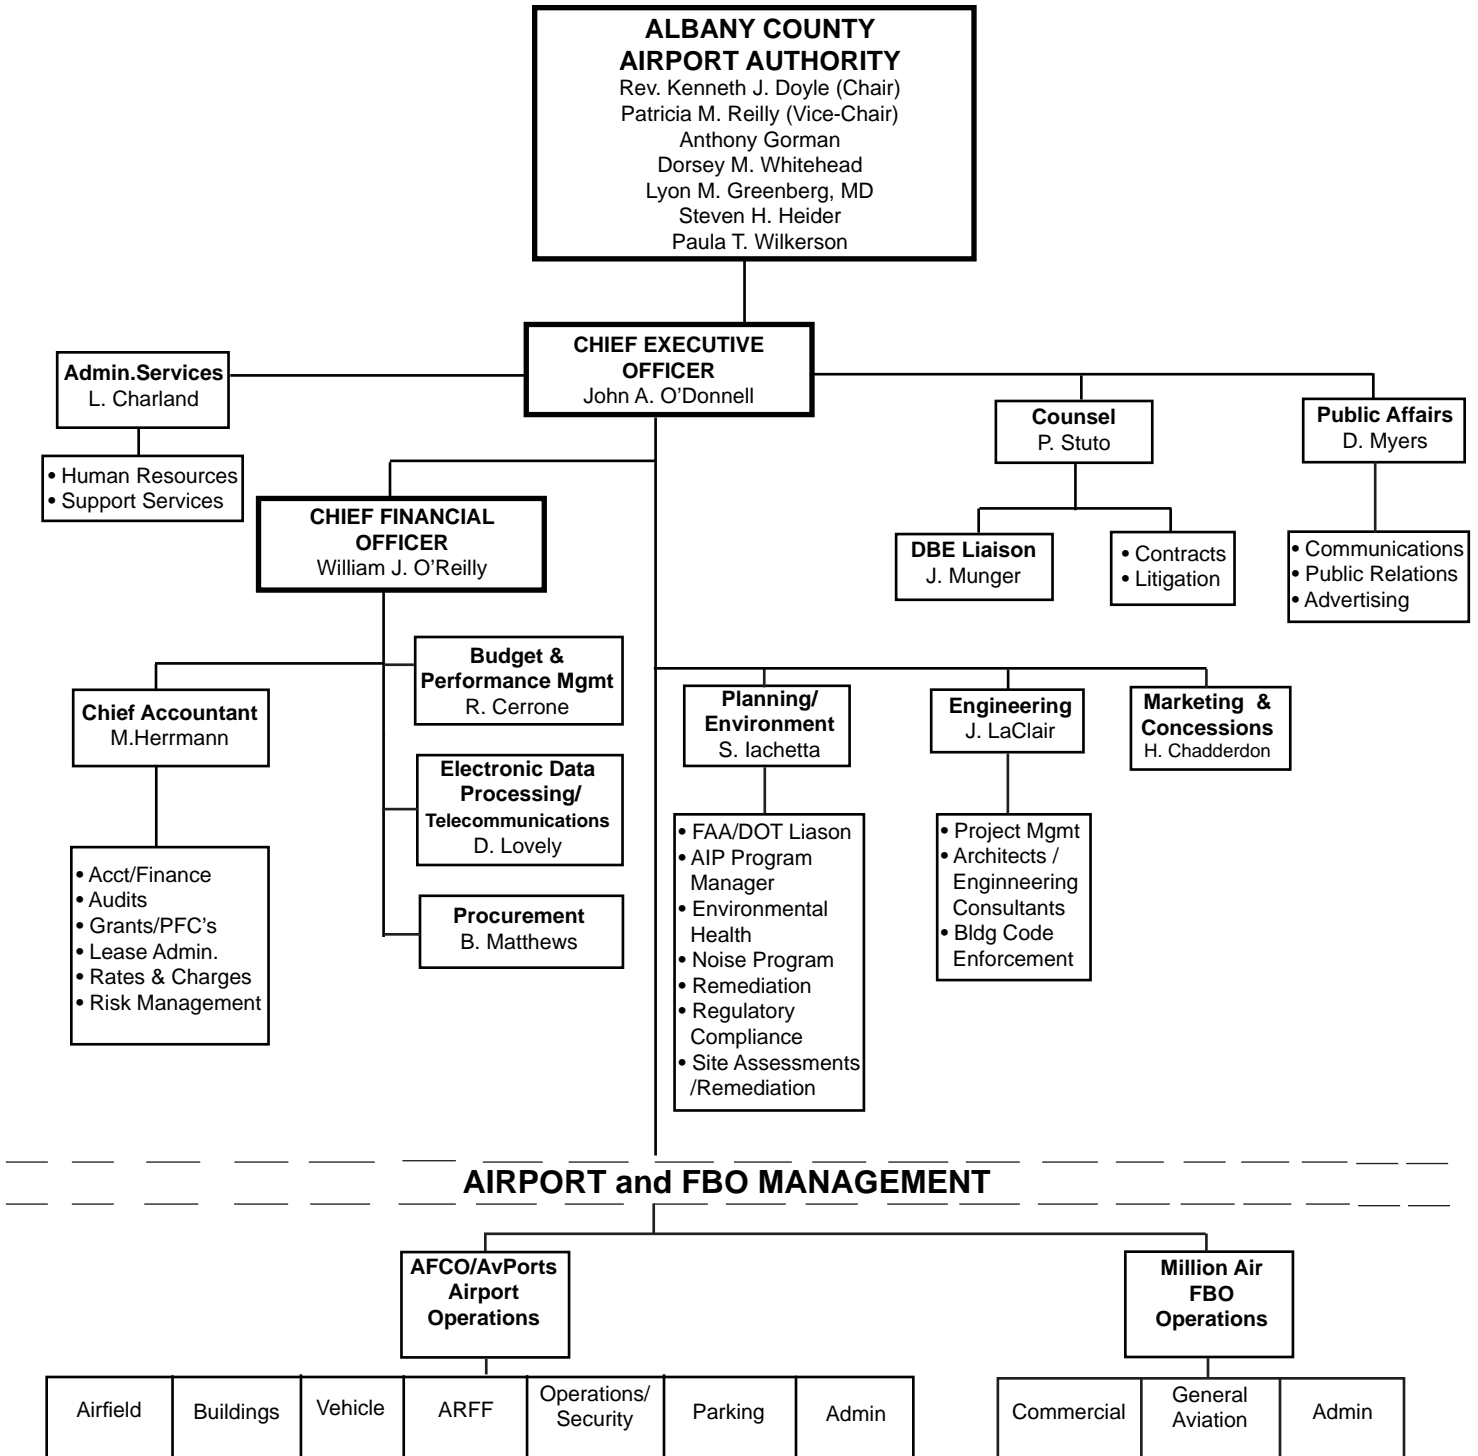 ALBANY COUNTY
AIRPORT AUTHORITY
Rev. Kenneth J. Doyle (Chair)
Patricia M. Reilly (Vice-Chair)
Anthony Gorman
Dorsey M. Whitehead
Lyon M. Greenberg, MD
Steven H. Heider
Paula T. Wilkerson
CHIEF EXECUTIVE
OFFICER
John A. O'Donnell
Admin.Services
L. Charland
• Human Resources
• Support Services
Counsel
P. Stuto
Public Affairs
D. Myers
DBE Liaison
J. Munger
• Contracts
• Litigation
• Communications
• Public Relations
• Advertising
CHIEF FINANCIAL
OFFICER
William J. O'Reilly
Budget &
Performance Mgmt
R. Cerrone
Chief Accountant
M.Herrmann
Electronic Data
Processing/
Telecommunications
D. Lovely
Procurement
B. Matthews
• Acct/Finance
• Audits
• Grants/PFC's
• Lease Admin.
• Rates & Charges
• Risk Management
Planning/
Environment
S. Iachetta
Engineering
J. LaClair
Marketing &
Concessions
H. Chadderdon
• FAA/DOT Liason
• AIP Program
Manager
• Environmental
Health
• Noise Program
• Remediation
• Regulatory
Compliance
• Site Assessments
/Remediation
• Project Mgmt
• Architects /
Enginneering
Consultants
• Bldg Code
Enforcement
AIRPORT and FBO MANAGEMENT
AFCO/AvPorts
Airport
Operations
Million Air
FBO
Operations
Airfield
Buildings
Vehicle
ARFF
Operations/
Security
Parking
Admin
Commercial
General
Aviation
Admin